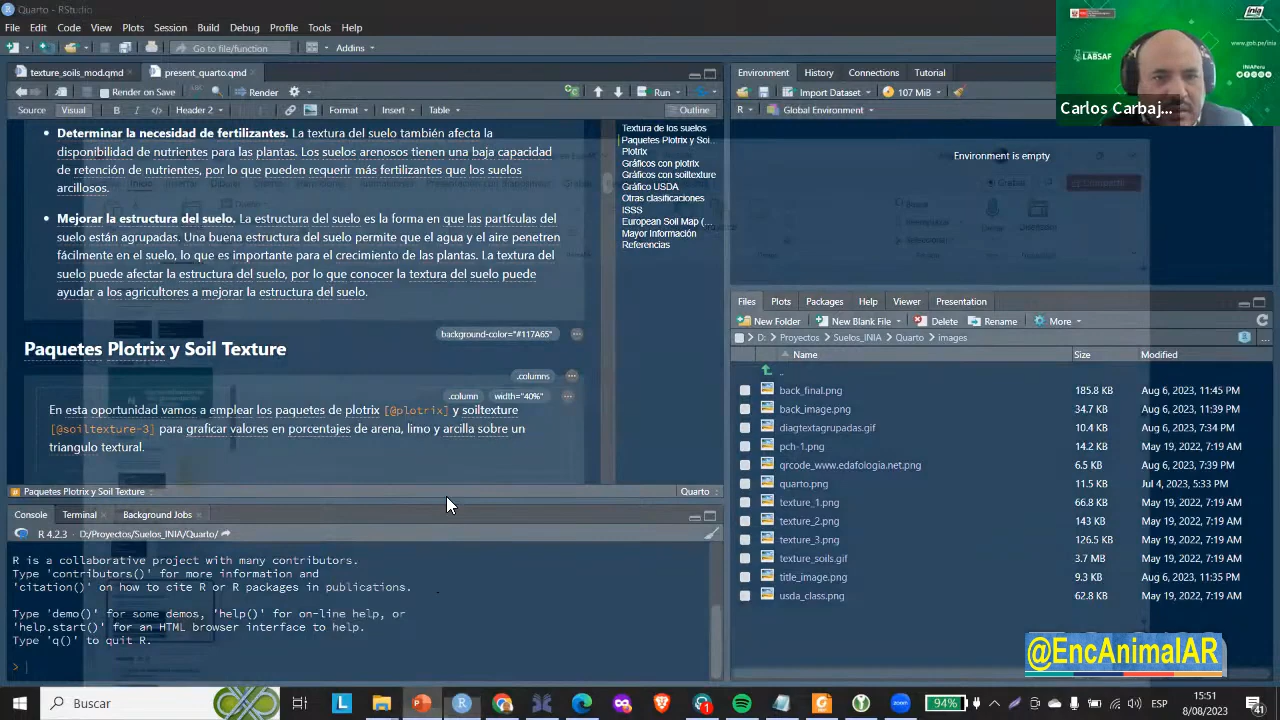 Quarto - RStudio
File Edit Code View Plots Session Build Debug Profile Tools Help
Go to file/function
Addins
texture_soils_mod.qmd
present_quarto.qmd
Render on Save
Render
Run
Source Visual
B I </> Header 2
Format Insert Table
Outline
Determinar la necesidad de fertilizantes. La textura del suelo también afecta la
disponibilidad de nutrientes para las plantas. Los suelos arenosos tienen una baja capacidad
de retención de nutrientes, por lo que pueden requerir más fertilizantes que los suelos
arcillosos.
Mejorar la estructura del suelo. La estructura del suelo es la forma en que las partículas del
suelo están agrupadas. Una buena estructura del suelo permite que el agua y el aire penetren
fácilmente en el suelo, lo que es importante para el crecimiento de las plantas. La textura del
suelo puede afectar la estructura del suelo, por lo que conocer la textura del suelo puede
ayudar a los agricultores a mejorar la estructura del suelo.
background-color="#117A65"
Paquetes Plotrix y Soil Texture
.columns
.column width="40%"
En esta oportunidad vamos a emplear los paquetes de plotrix [@plotrix] y soiltexture
[@soiltexture-3] para graficar valores en porcentajes de arena, limo y arcilla sobre un
triangulo textural.
Paquetes Plotrix y Soil Texture
Quarto
Textura de los suelos
Paquetes Plotrix y Soi...
Plotrix
Gráficos con plotrix
Gráficos con soiltexture
Gráfico USDA
Otras clasificaciones
ISSS
European Soil Map (...
Mayor Información
Referencias
Console Terminal Background Jobs
R 4.2.3 . D:/Proyectos/Suelos_INIA/Quarto/
R is a collaborative project with many contributors.
Type 'contributors()' for more information and
'citation()' on how to cite R or R packages in publications.
Type 'demo()' for some demos, 'help()' for on-line help, or
'help.start()' for an HTML browser interface to help.
Type 'q()' to quit R.
>
Environment History Connections Tutorial
Import Dataset
107 MiB
R
Global Environment
Environment is empty
Files Plots Packages Help Viewer Presentation
New Folder New Blank File Delete Rename More
D: Proyectos Suelos_INIA Quarto images
Name Size Modified
..
back_final.png 185.8 KB Aug 6, 2023, 11:45 PM
back_image.png 34.7 KB Aug 6, 2023, 11:39 PM
diagtextagrupadas.gif 10.4 KB Aug 6, 2023, 7:34 PM
pch-1.png 14.2 KB May 19, 2022, 7:19 AM
qrcode_www.edafologia.net.png 6.5 KB Aug 6, 2023, 7:39 PM
quarto.png 11.5 KB Jul 4, 2023, 5:33 PM
texture_1.png 66.8 KB May 19, 2022, 7:19 AM
texture_2.png 143 KB May 19, 2022, 7:19 AM
texture_3.png 126.5 KB May 19, 2022, 7:19 AM
texture_soils.gif 3.7 MB May 19, 2022, 7:19 AM
title_image.png 9.3 KB Aug 6, 2023, 11:35 PM
usda_class.png 62.8 KB May 19, 2022, 7:19 AM
inia
www.gob.pe/inia
LABSAF
INIAPeru
Carlos Carbaj...
@EncAnimalAR
Buscar
94%
ESP
15:51
8/08/2023
41